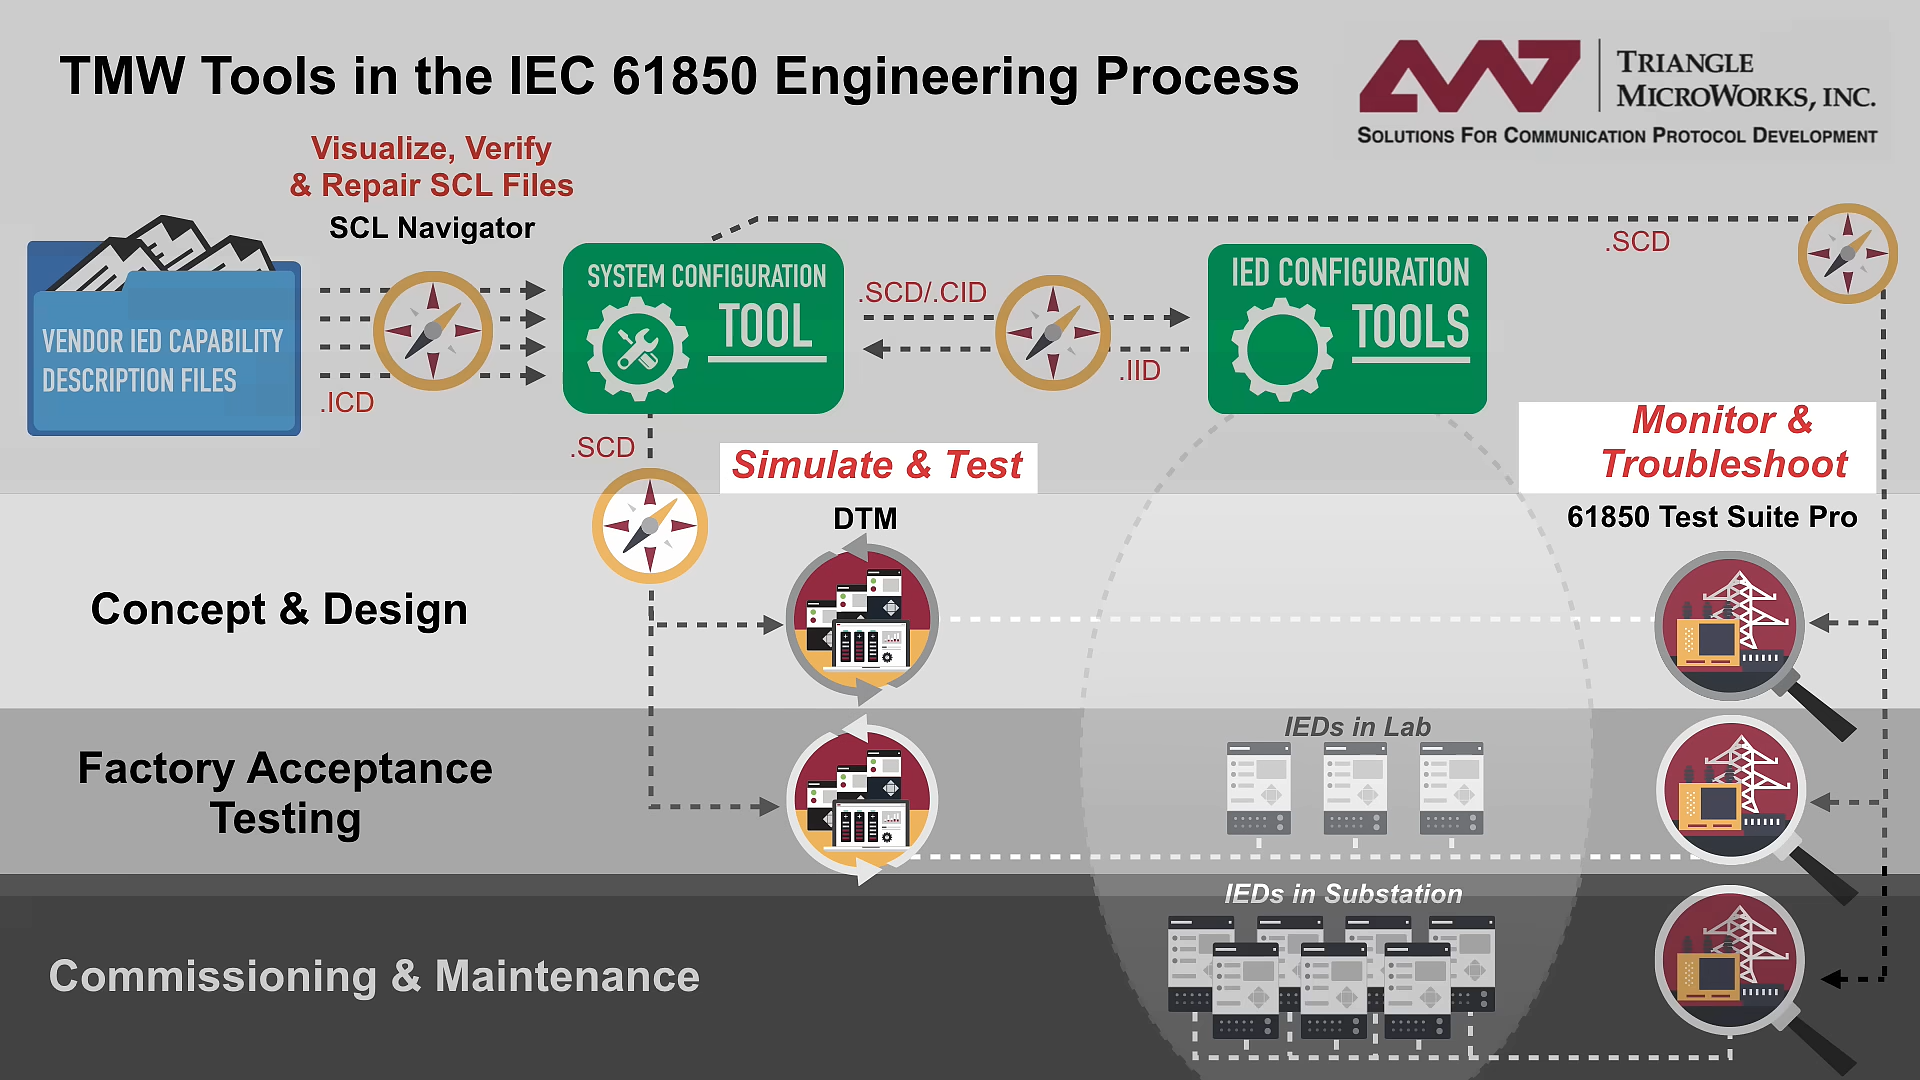 TMW Tools in the IEC 61850 Engineering Process
TRIANGLE
MICROWORKS, INC.
SOLUTIONS FOR COMMUNICATION PROTOCOL DEVELOPMENT
Visualize, Verify
& Repair SCL Files
SCL Navigator
VENDOR IED CAPABILITY
DESCRIPTION FILES
.ICD
SYSTEM CONFIGURATION
TOOL
.SCD/.CID
.IID
IED CONFIGURATION
TOOLS
.SCD
.SCD
Simulate & Test
DTM
Monitor &
Troubleshoot
61850 Test Suite Pro
Concept & Design
Factory Acceptance
Testing
IEDs in Lab
IEDs in Substation
Commissioning & Maintenance